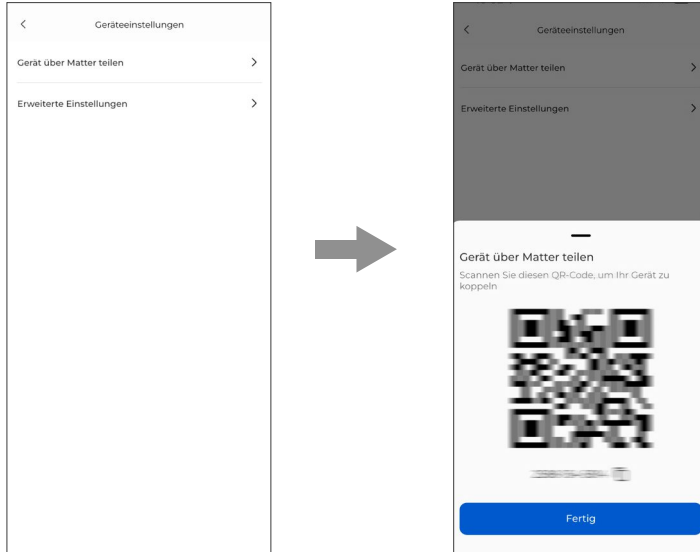 Geräteeinstellungen
Gerät über Matter teilen
Erweiterte Einstellungen
Geräteeinstellungen
Gerät über Matter teilen
Erweiterte Einstellungen
Gerät über Matter teilen
Scannen Sie diesen QR-Code, um Ihr Gerät zu
koppeln
Fertig